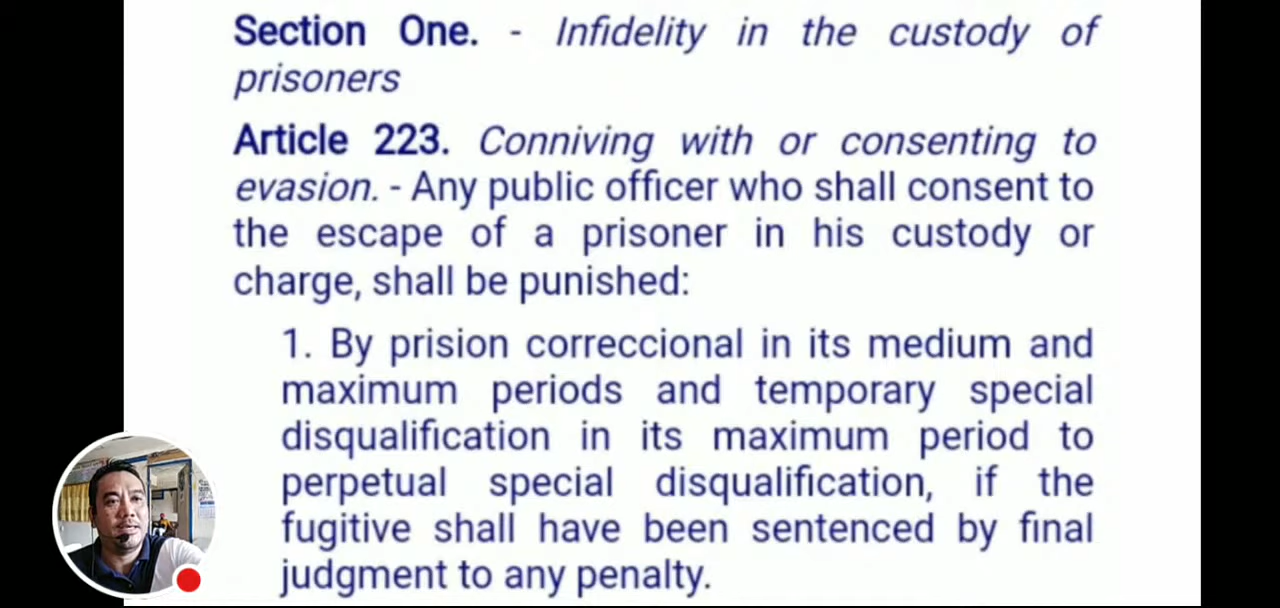 Section One. - Infidelity in the custody of
prisoners
Article 223. Conniving with or consenting to
evasion. - Any public officer who shall consent to
the escape of a prisoner in his custody or
charge, shall be punished:
1. By prision correccional in its medium and
maximum periods and temporary special
disqualification in its maximum period to
perpetual special disqualification, if the
fugitive shall have been sentenced by final
judgment to any penalty.